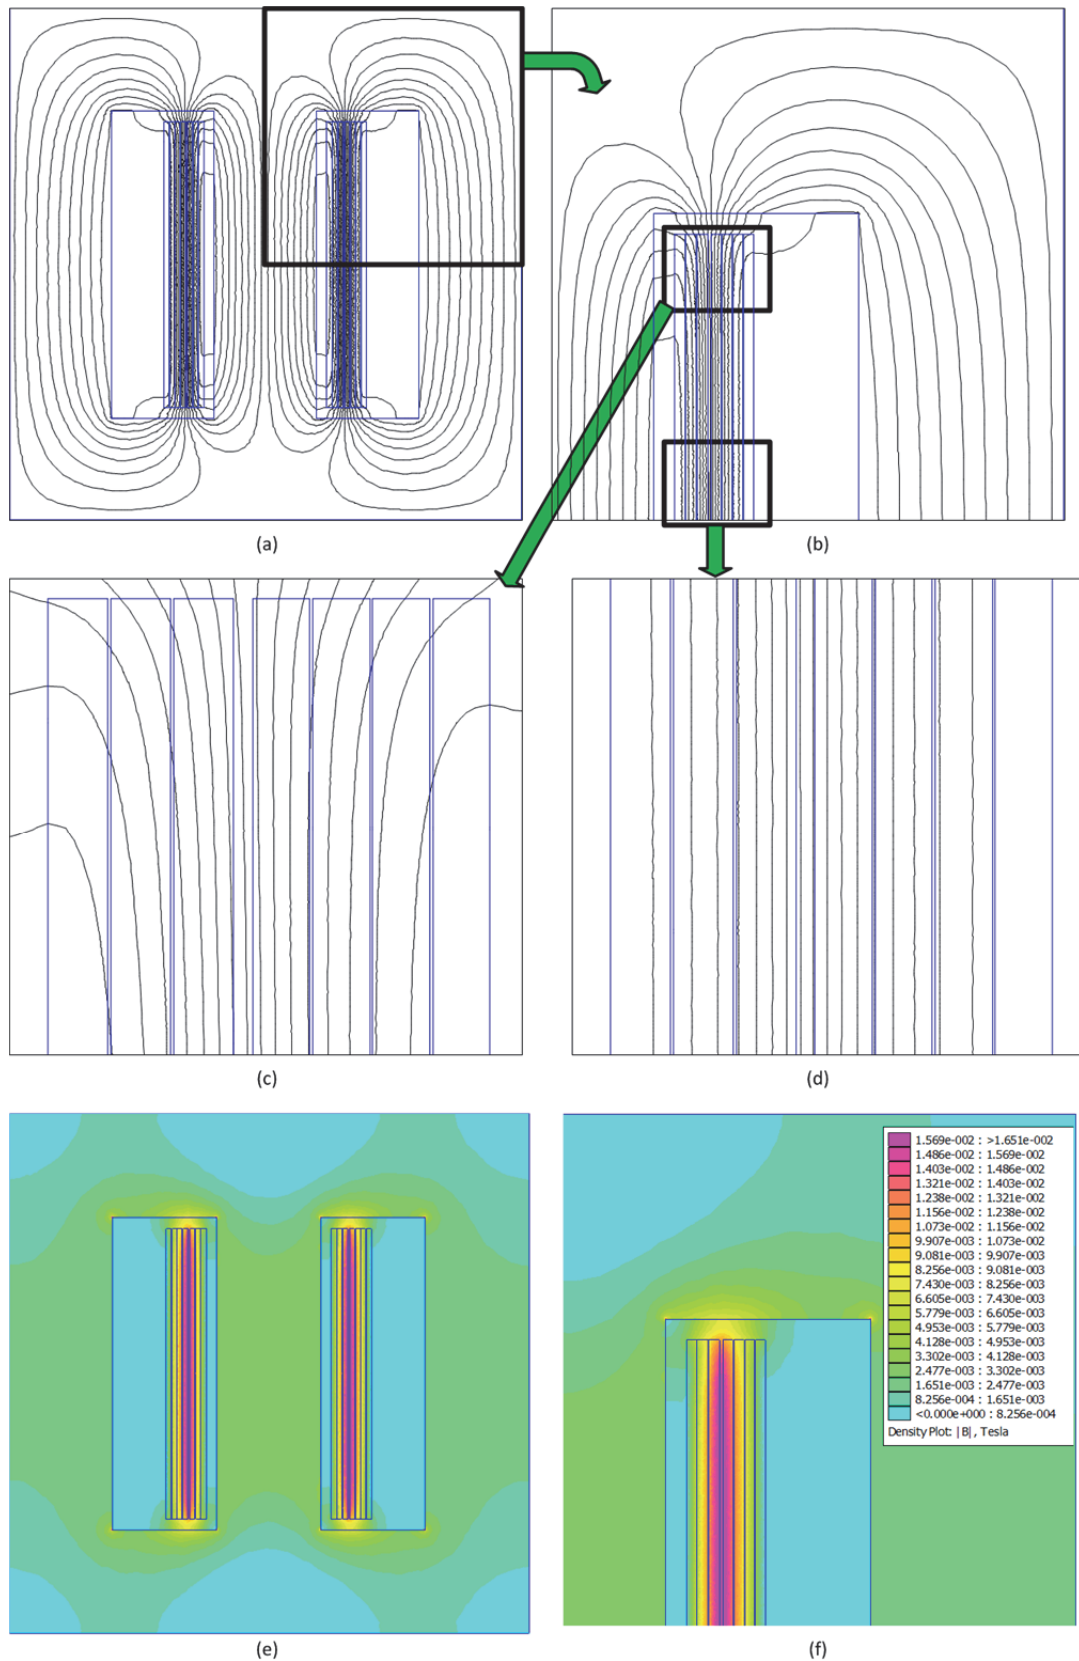 (a)
(b)
(c)
(d)
1.569e-002 : >1.651e-002
1.486e-002 : 1.569e-002
1.403e-002 : 1.486e-002
1.321e-002 : 1.403e-002
1.238e-002 : 1.321e-002
1.156e-002 : 1.238e-002
1.073e-002 : 1.156e-002
9.907e-003 : 1.073e-002
9.081e-003 : 9.907e-003
8.256e-003 : 9.081e-003
7.430e-003 : 8.256e-003
6.605e-003 : 7.430e-003
5.779e-003 : 6.605e-003
4.953e-003 : 5.779e-003
4.128e-003 : 4.953e-003
3.302e-003 : 4.128e-003
2.477e-003 : 3.302e-003
1.651e-003 : 2.477e-003
8.256e-004 : 1.651e-003
<0.000e+000 : 8.256e-004
Density Plot: |B|, Tesla
(e)
(f)